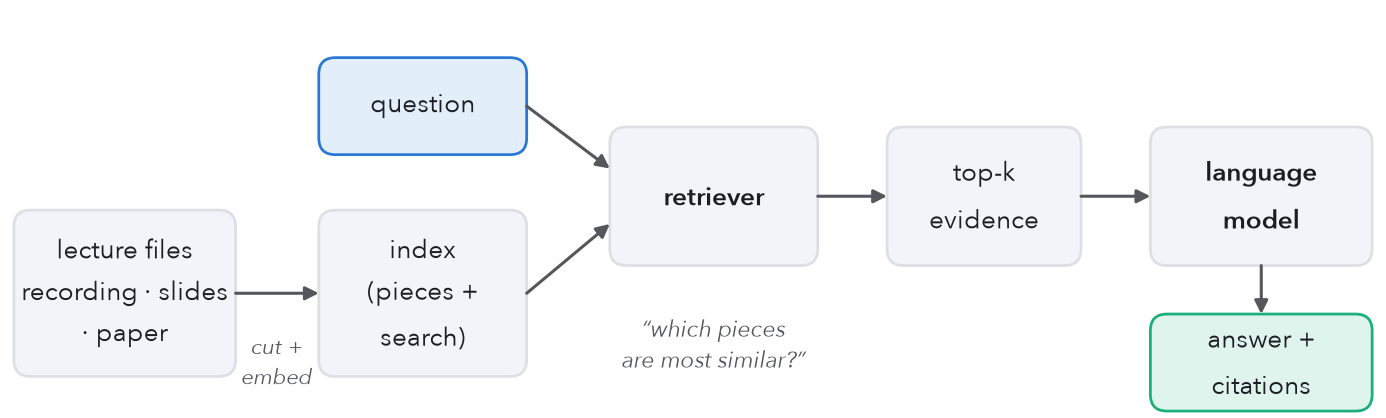 question
lecture files
recording · slides
· paper
cut +
embed
index
(pieces +
search)
retriever
“which pieces
are most similar?”
top-k
evidence
language
model
answer +
citations